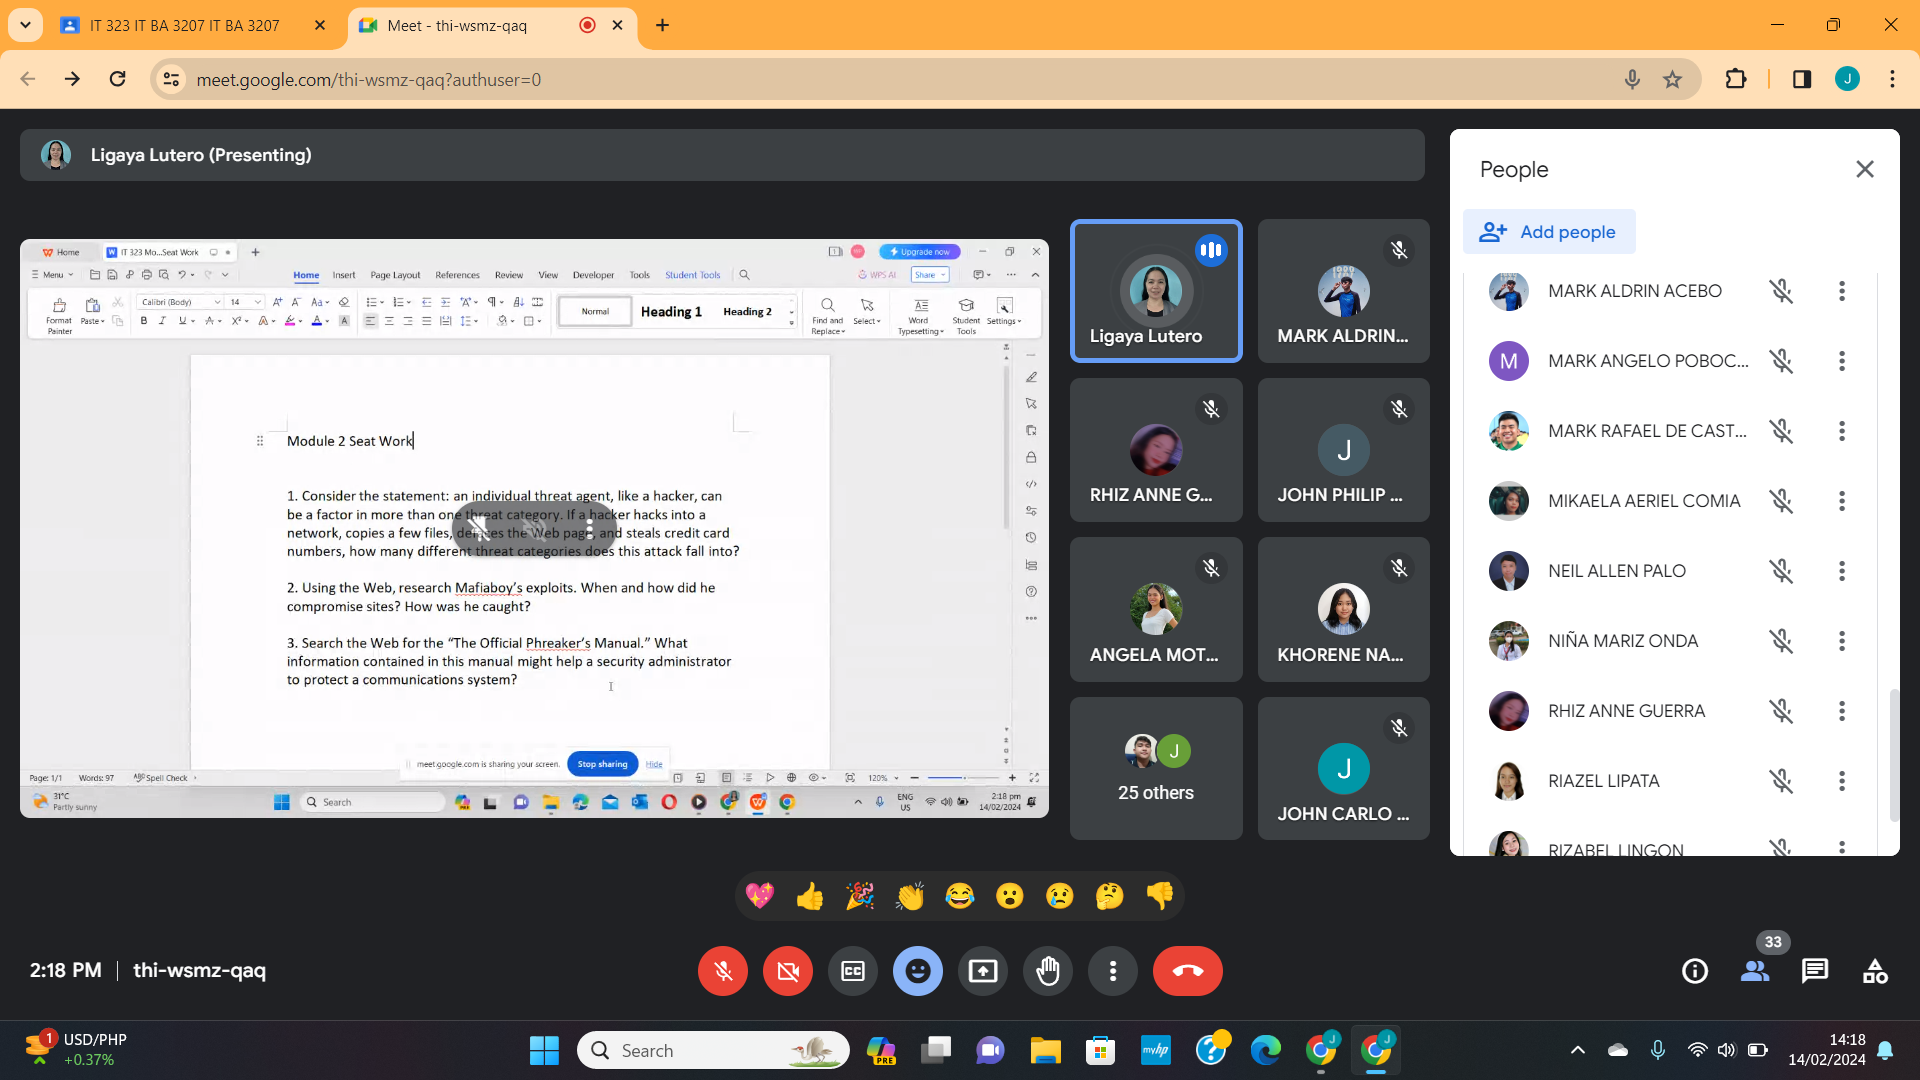 IT 323 IT BA 3207 IT BA 3207
Meet - thi-wsmz-qaq
meet.google.com/thi-wsmz-qaq?authuser=0
J
Ligaya Lutero (Presenting)
Home
IT 323 Mo...Seat Work
Upgrade now
Menu
Home
Insert
Page Layout
References
Review
View
Developer
Tools
Student Tools
WPS AI
Share
Format Painter
Paste
Calibri (Body)
14
Normal
Heading 1
Heading 2
Find and Replace
Select
Word Typesetting
Student Tools
Settings
Module 2 Seat Work
1. Consider the statement: an individual threat agent, like a hacker, can
be a factor in more than one threat category. If a hacker hacks into a
network, copies a few files, defaces the Web page, and steals credit card
numbers, how many different threat categories does this attack fall into?
2. Using the Web, research Mafiaboy's exploits. When and how did he
compromise sites? How was he caught?
3. Search the Web for the “The Official Phreaker's Manual.” What
information contained in this manual might help a security administrator
to protect a communications system?
meet.google.com is sharing your screen.
Stop sharing
Hide
Page: 1/1
Words: 97
Spell Check
120%
31°C
Partly sunny
Search
ENG
US
2:18 pm
14/02/2024
Ligaya Lutero
MARK ALDRIN...
RHIZ ANNE G...
J
JOHN PHILIP ...
ANGELA MOT...
KHORENE NA...
J
25 others
J
JOHN CARLO ...
People
Add people
MARK ALDRIN ACEBO
M
MARK ANGELO POBOC...
MARK RAFAEL DE CAST...
MIKAELA AERIEL COMIA
NEIL ALLEN PALO
NIÑA MARIZ ONDA
RHIZ ANNE GUERRA
RIAZEL LIPATA
RIZABEL LINGON
2:18 PM
thi-wsmz-qaq
CC
33
1
USD/PHP
+0.37%
Search
PRE
myhp
J
J
14:18
14/02/2024